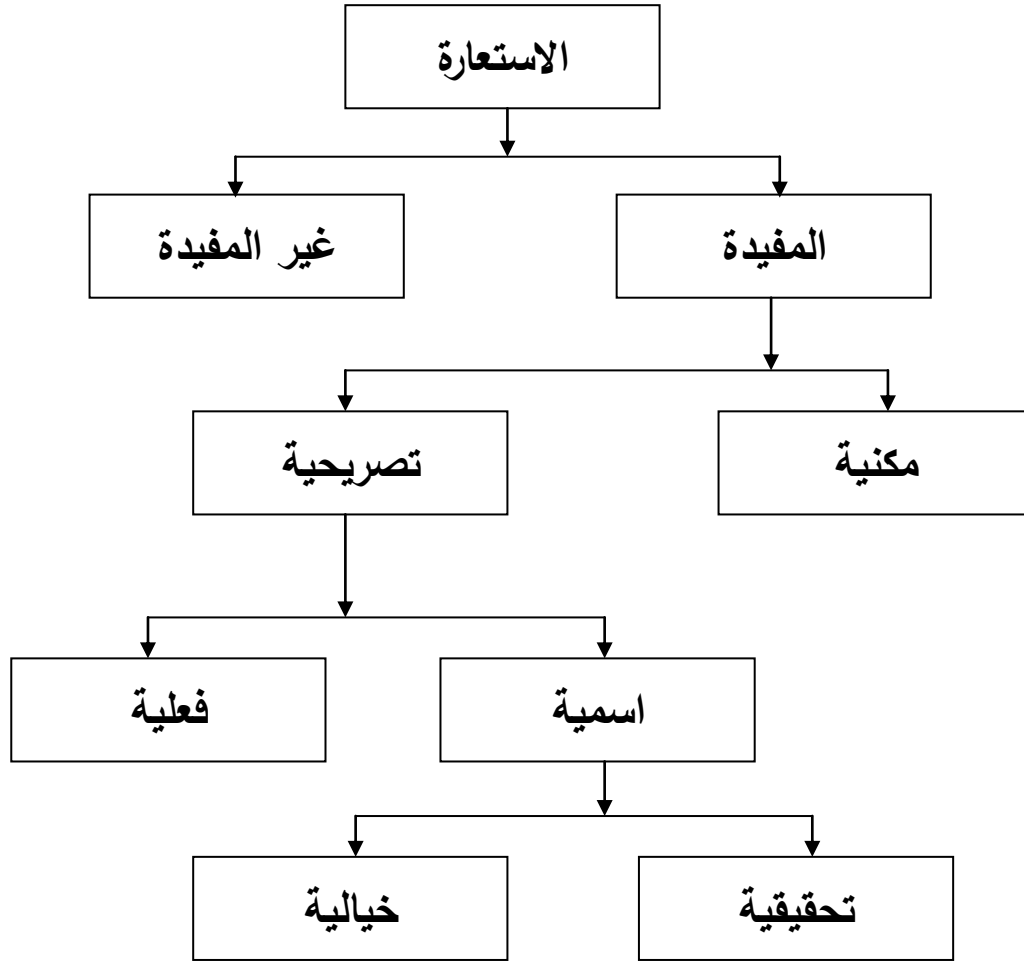 الاستعارة
المفيدة
غير المفيدة
مكنية
تصريحية
اسمية
فعلية
تحقيقية
خيالية